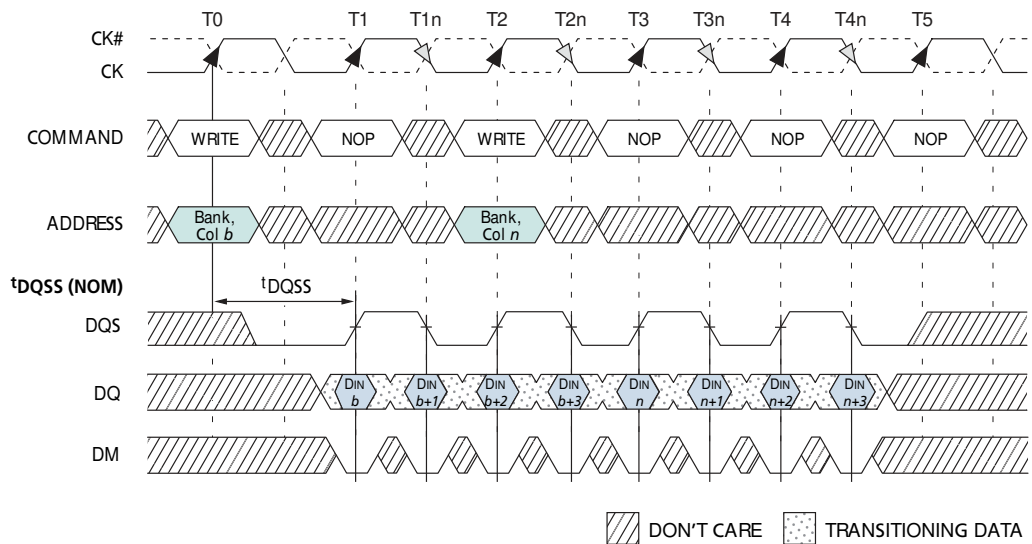 T0 T1 T1n T2 T2n T3 T3n T4 T4n T5
CK#
CK
COMMAND WRITE NOP WRITE NOP NOP NOP
ADDRESS Bank, Col b Bank, Col n
tDQSS (NOM) tDQSS
DQS
DQ DIN b DIN b+1 DIN b+2 DIN b+3 DIN n DIN n+1 DIN n+2 DIN n+3
DM
DON'T CARE TRANSITIONING DATA